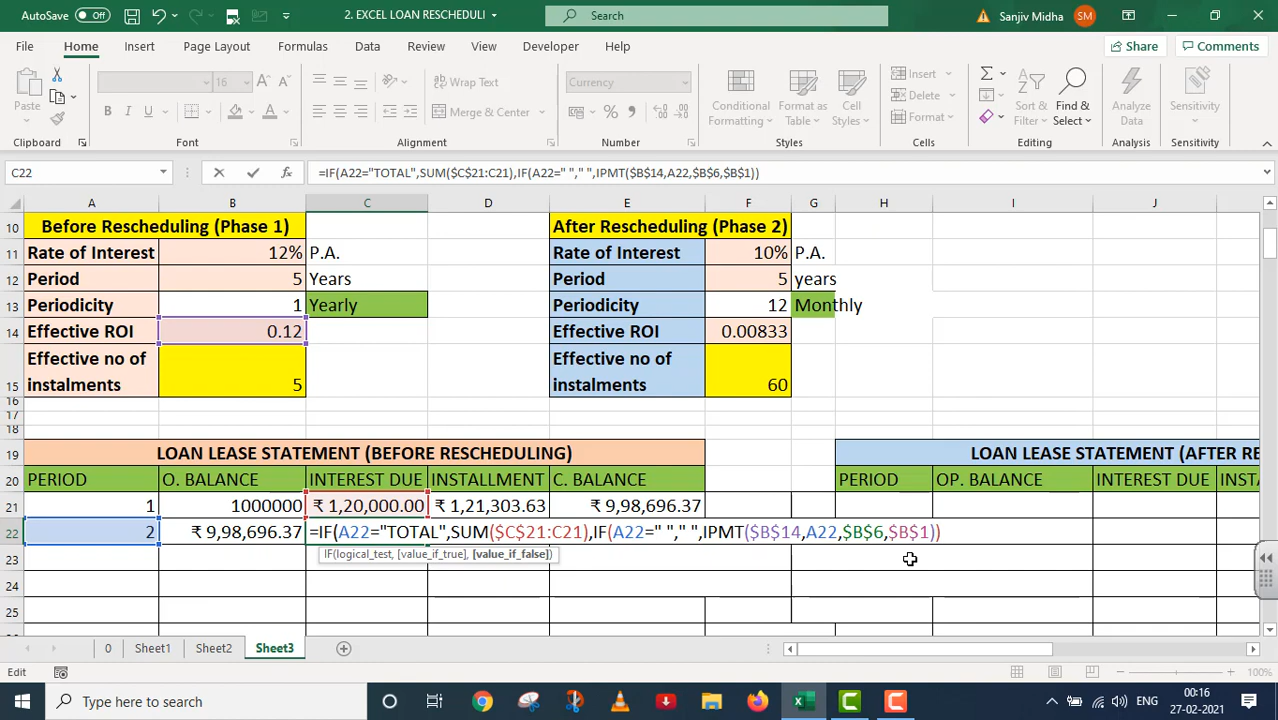 AutoSave Off 2. EXCEL LOAN RESCHEDULI Search Sanjiv Midha SM
File Home Insert Page Layout Formulas Data Review View Developer Help Share Comments
16 Wrap Text Currency Insert
Paste Merge & Center Conditional Formatting Format as Table Cell Styles Delete Format Sort & Filter Find & Select Analyze Data Sensitivity
Clipboard Font Alignment Number Styles Cells Editing Analysis Sensitivity
C22 =IF(A22="TOTAL",SUM($C$21:C21),IF(A22=" "," ",IPMT($B$14,A22,$B$6,$B$1))
A B C D E F G H I J
10 Before Rescheduling (Phase 1) After Rescheduling (Phase 2)
11 Rate of Interest 12% P.A. Rate of Interest 10% P.A.
12 Period 5 Years Period 5 years
13 Periodicity 1 Yearly Periodicity 12 Monthly
14 Effective ROI 0.12 Effective ROI 0.00833
Effective no of Effective no of
15 instalments 5 instalments 60
16
17
18
19 LOAN LEASE STATEMENT (BEFORE RESCHEDULING) LOAN LEASE STATEMENT (AFTER RE
20 PERIOD O. BALANCE INTEREST DUE INSTALLMENT C. BALANCE PERIOD OP. BALANCE INTEREST DUE INSTA
21 1 1000000 ₹ 1,20,000.00 ₹ 1,21,303.63 ₹ 9,98,696.37
22 2 ₹ 9,98,696.37 =IF(A22="TOTAL",SUM($C$21:C21),IF(A22=" "," ",IPMT($B$14,A22,$B$6,$B$1))
23 IF(logical_test, [value_if_true], [value_if_false])
24
25
0 Sheet1 Sheet2 Sheet3
Edit 100%
Type here to search ENG 00:16
27-02-2021